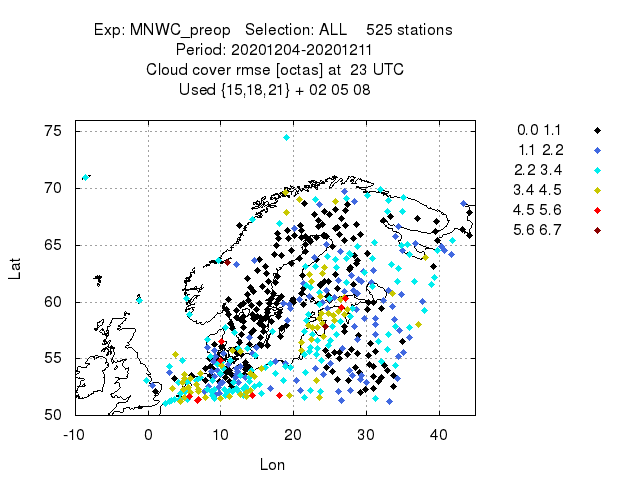 Exp: MNWC_preop   Selection: ALL    525 stations
Period: 20201204-20201211
Cloud cover rmse [octas] at  23 UTC
Used {15,18,21} + 02 05 08
0.0 1.1
1.1 2.2
2.2 3.4
3.4 4.5
4.5 5.6
5.6 6.7
75
70
65
60
55
50
Lat
-10 0 10 20 30 40
Lon